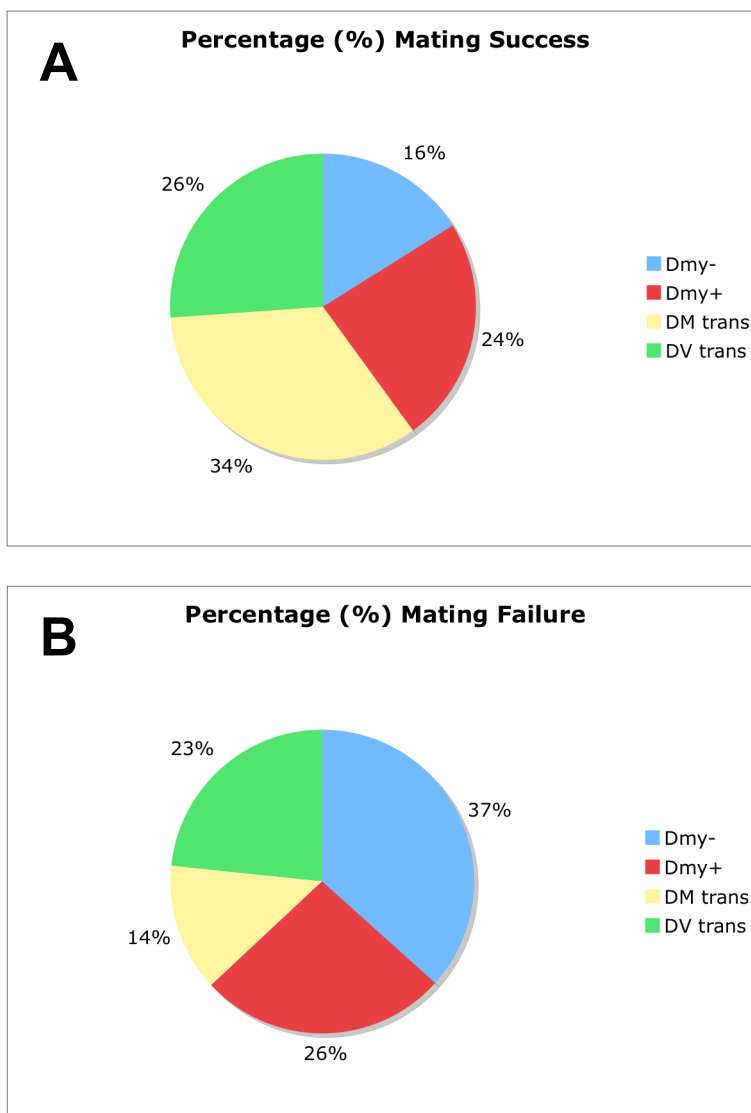 A
Percentage (%) Mating Success
16%
26%
Dmy-
Dmy+
24%
DM trans
DV trans
34%
B
Percentage (%) Mating Failure
23%
37%
Dmy-
Dmy+
DM trans
14%
DV trans
26%